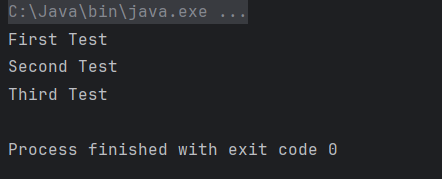 C:\Java\bin\java.exe ...
First Test
Second Test
Third Test
Process finished with exit code 0